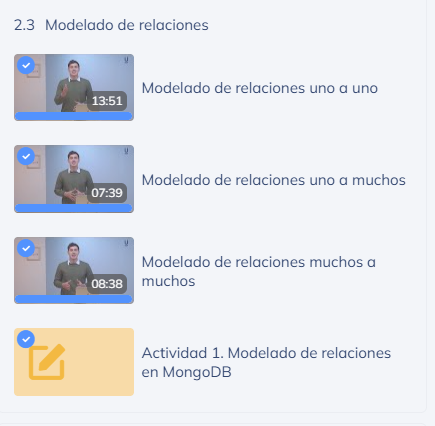 2.3 Modelado de relaciones
13:51
Modelado de relaciones uno a uno
07:39
Modelado de relaciones uno a muchos
08:38
Modelado de relaciones muchos a
muchos
Actividad 1. Modelado de relaciones
en MongoDB